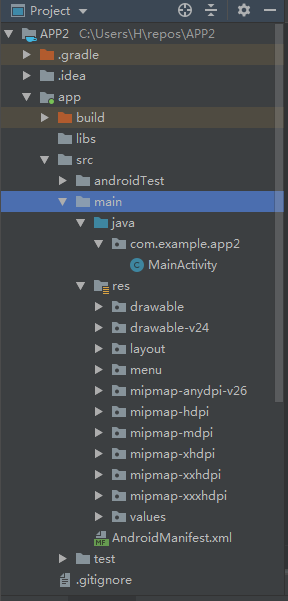 Project
APP2 C:\Users\H\repos\APP2
.gradle
.idea
app
build
libs
src
androidTest
main
java
com.example.app2
C MainActivity
res
drawable
drawable-v24
layout
menu
mipmap-anydpi-v26
mipmap-hdpi
mipmap-mdpi
mipmap-xhdpi
mipmap-xxhdpi
mipmap-xxxhdpi
values
MF AndroidManifest.xml
test
.gitignore